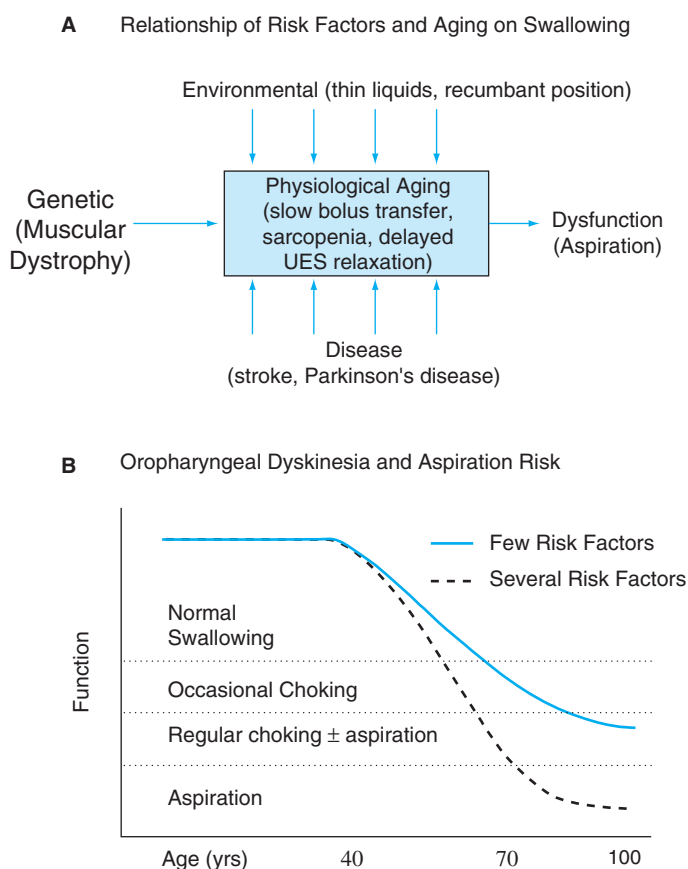 A Relationship of Risk Factors and Aging on Swallowing
Environmental (thin liquids, recumbant position)
Genetic
(Muscular
Dystrophy)
Physiological Aging
(slow bolus transfer,
sarcopenia, delayed
UES relaxation)
Dysfunction
(Aspiration)
Disease
(stroke, Parkinson's disease)
B Oropharyngeal Dyskinesia and Aspiration Risk
Few Risk Factors
Several Risk Factors
Function
Normal
Swallowing
Occasional Choking
Regular choking ± aspiration
Aspiration
Age (yrs) 40 70 100